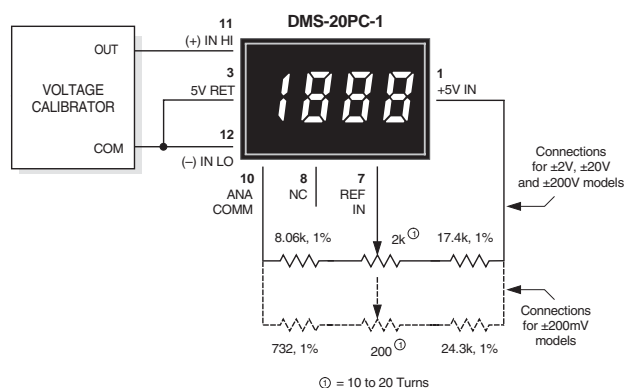 DMS-20PC-1
11
(+) IN HI
OUT
3
5V RET
1
+5V IN
VOLTAGE
CALIBRATOR
1888
COM
12
(–) IN LO
10
ANA
COMM
8
NC
7
REF
IN
Connections
for ±2V, ±20V
and ±200V models
8.06k, 1%
2k ①
17.4k, 1%
Connections
for ±200mV
models
732, 1%
200 ①
24.3k, 1%
① = 10 to 20 Turns